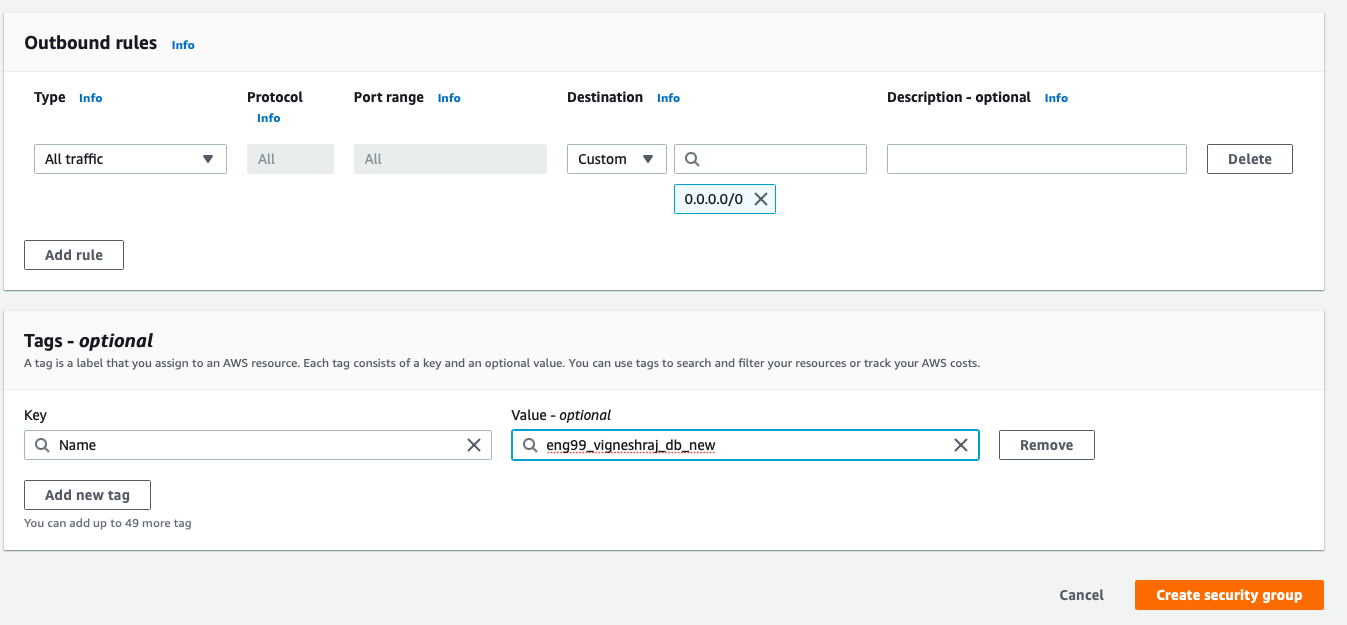 Outbound rules Info
Type Info Protocol Port range Info Destination Info Description - optional Info
Info
All traffic All All Custom Delete
0.0.0.0/0
Add rule
Tags - optional
A tag is a label that you assign to an AWS resource. Each tag consists of a key and an optional value. You can use tags to search and filter your resources or track your AWS costs.
Key Value - optional
Name eng99_vigneshraj_db_new Remove
Add new tag
You can add up to 49 more tag
Cancel Create security group